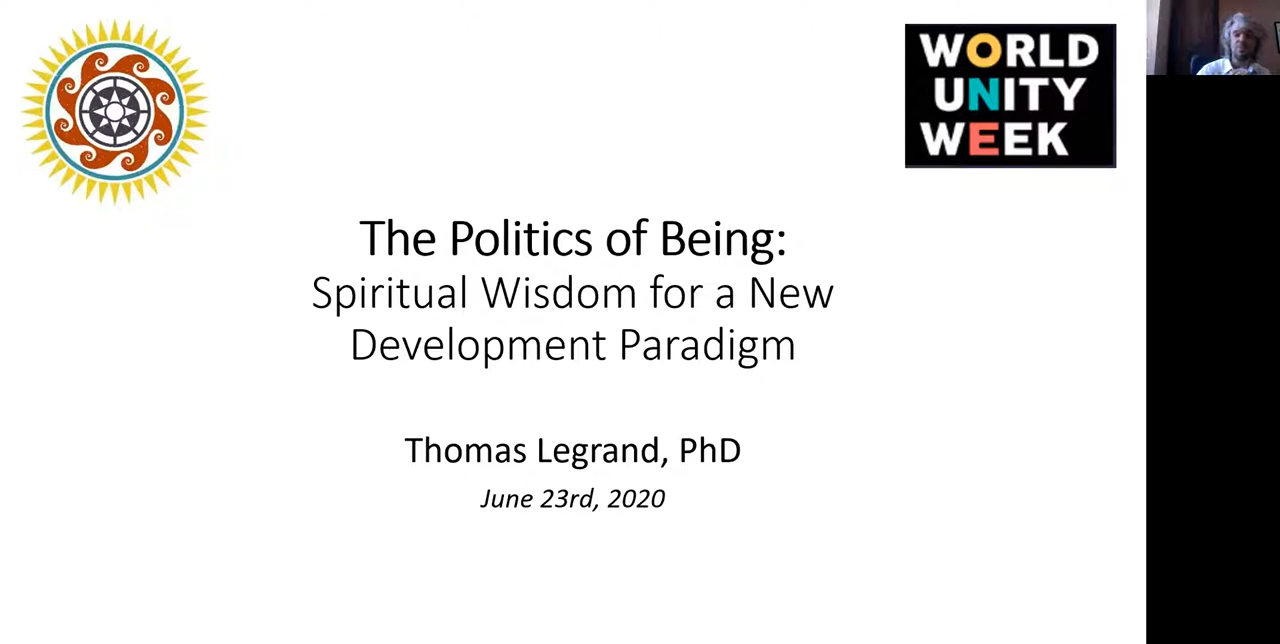 WORLD
UNITY
WEEK
The Politics of Being:
Spiritual Wisdom for a New
Development Paradigm
Thomas Legrand, PhD
June 23rd, 2020